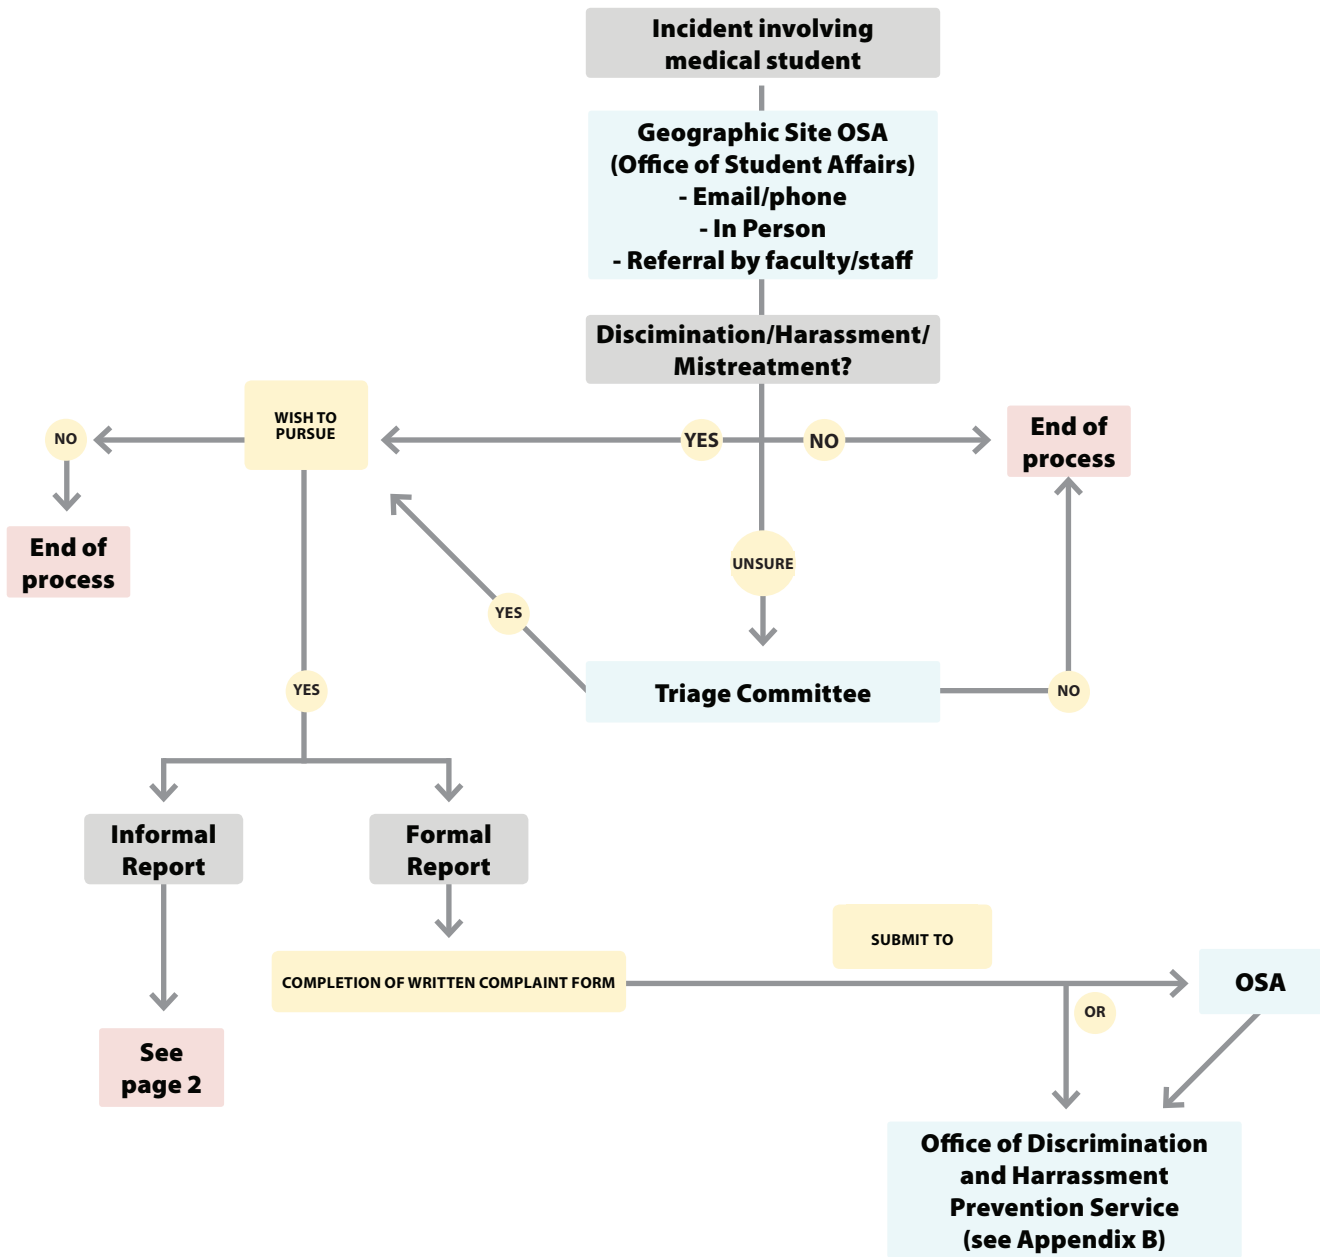 Incident involving
medical student
Geographic Site OSA
(Office of Student Affairs)
- Email/phone
- In Person
- Referral by faculty/staff
Discimination/Harassment/
Mistreatment?
WISH TO
PURSUE
NO
YES
NO
End of
process
End of
process
UNSURE
YES
Triage Committee
NO
YES
Informal
Report
Formal
Report
SUBMIT TO
COMPLETION OF WRITTEN COMPLAINT FORM
OSA
OR
See
page 2
Office of Discrimination
and Harrassment
Prevention Service
(see Appendix B)